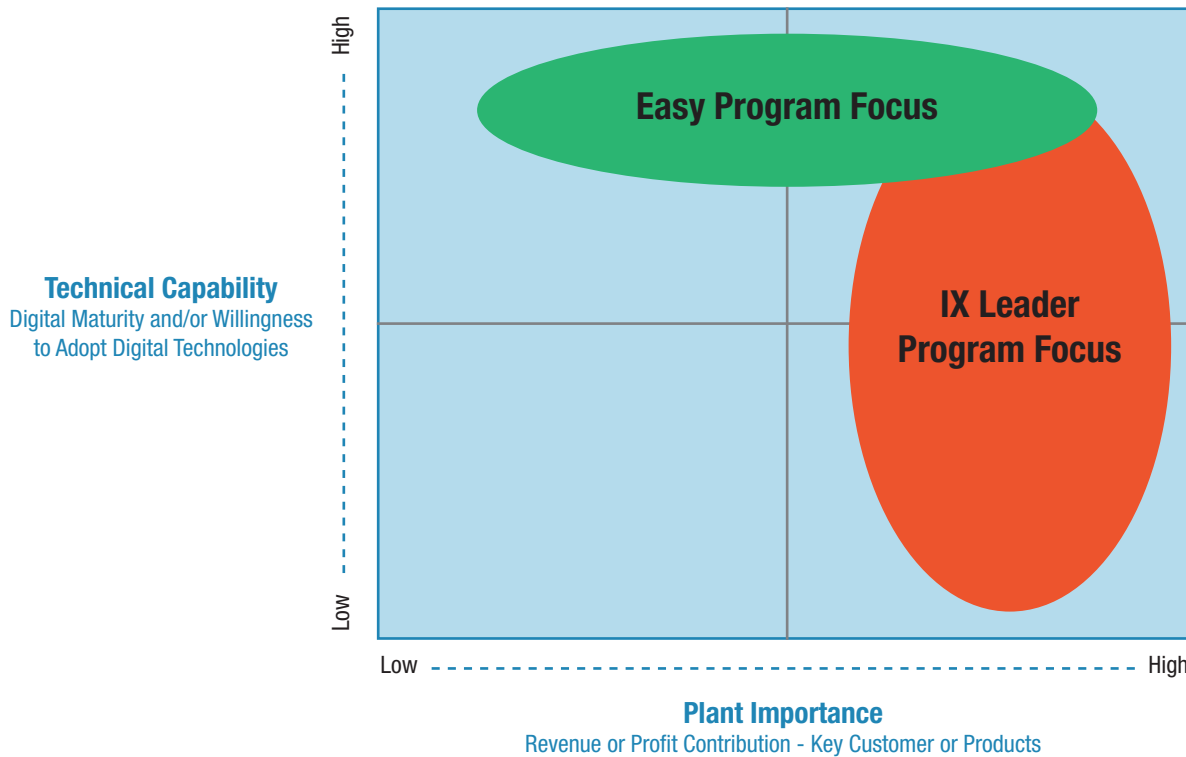 High
Easy Program Focus
IX Leader
Program Focus
Technical Capability
Digital Maturity and/or Willingness
to Adopt Digital Technologies
Low
Low
High
Plant Importance
Revenue or Profit Contribution - Key Customer or Products